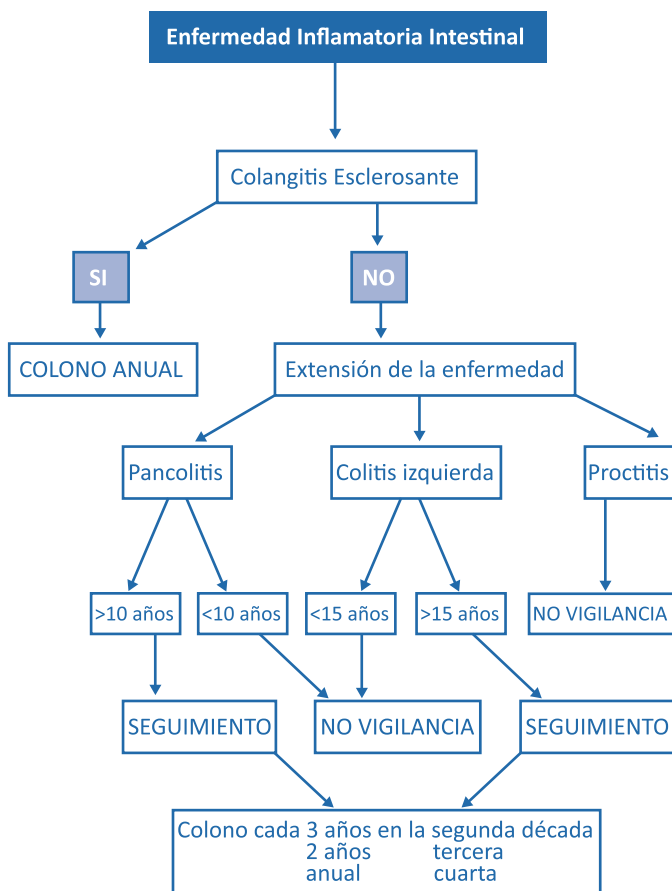 Enfermedad Inflamatoria Intestinal
Colangitis Esclerosante
SI
NO
COLONO ANUAL
Extensión de la enfermedad
Pancolitis
Colitis izquierda
Proctitis
>10 años
<10 años
<15 años
>15 años
NO VIGILANCIA
SEGUIMIENTO
NO VIGILANCIA
SEGUIMIENTO
Colono cada 3 años en la segunda década
2 años tercera
anual cuarta